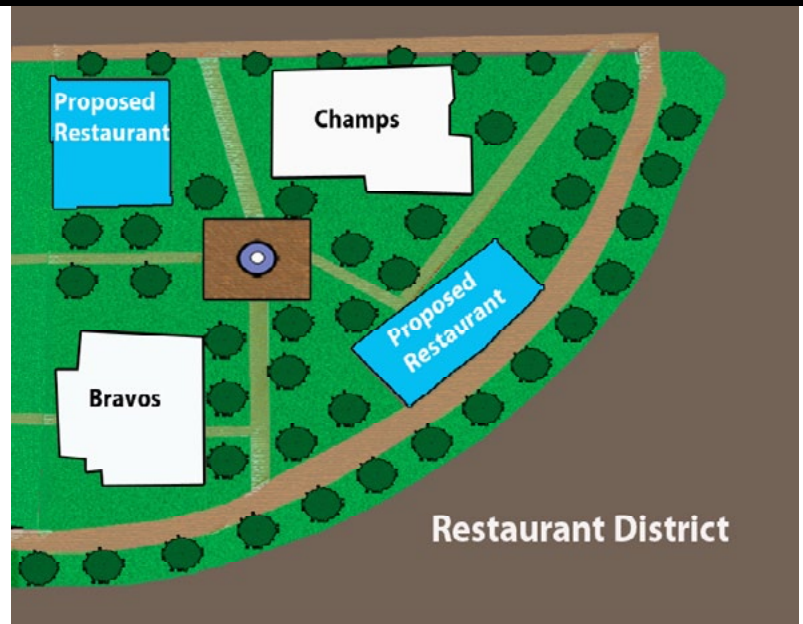 Proposed
Restaurant
Champs
Proposed
Restaurant
Bravos
Restaurant District